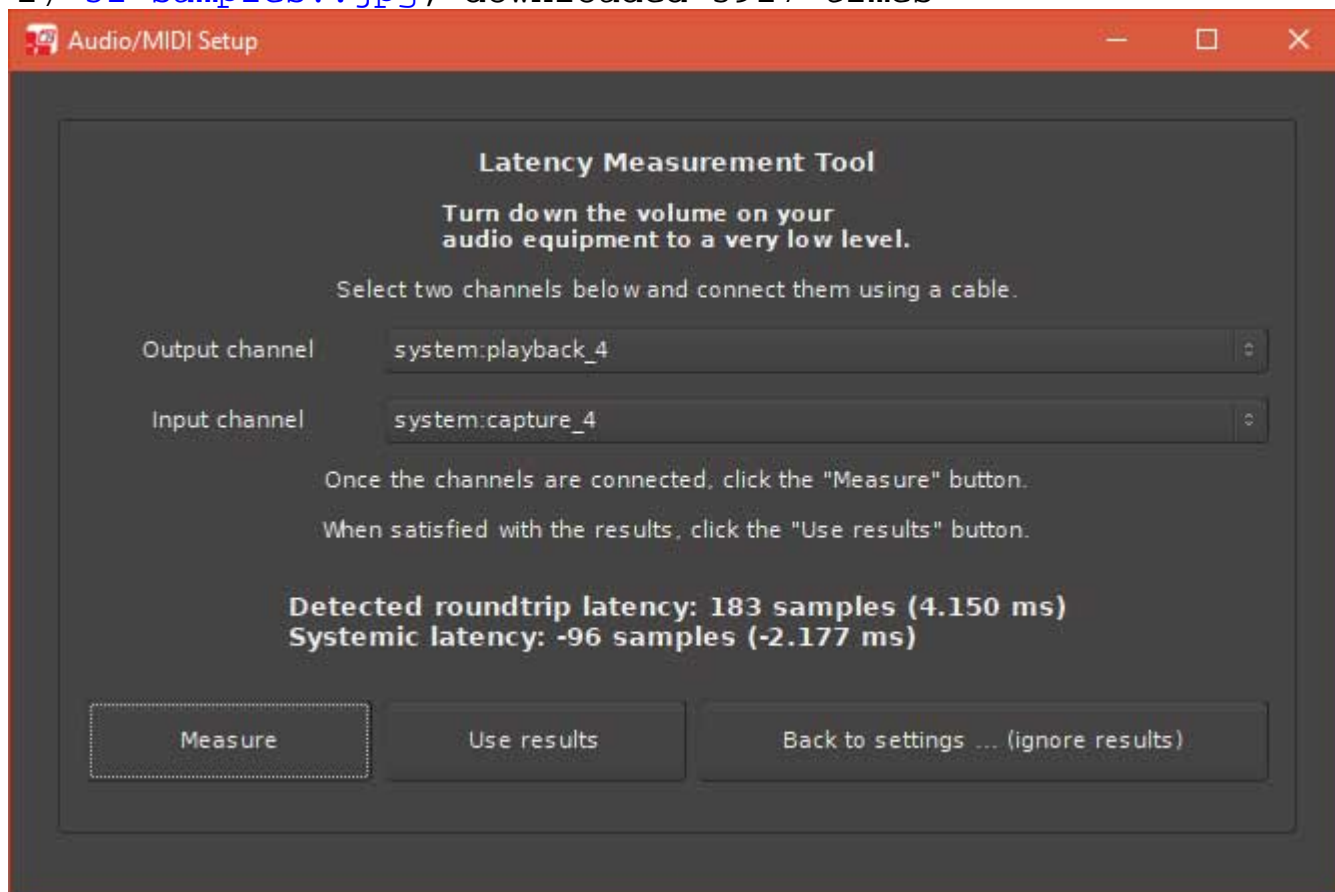 Audio/MIDI Setup
Latency Measurement Tool
Turn down the volume on your
audio equipment to a very low level.
Select two channels below and connect them using a cable.
Output channel system:playback_4
Input channel system:capture_4
Once the channels are connected, click the "Measure" button.
When satisfied with the results, click the "Use results" button.
Detected roundtrip latency: 183 samples (4.150 ms)
Systemic latency: -96 samples (-2.177 ms)
Measure Use results Back to settings ... (ignore results)